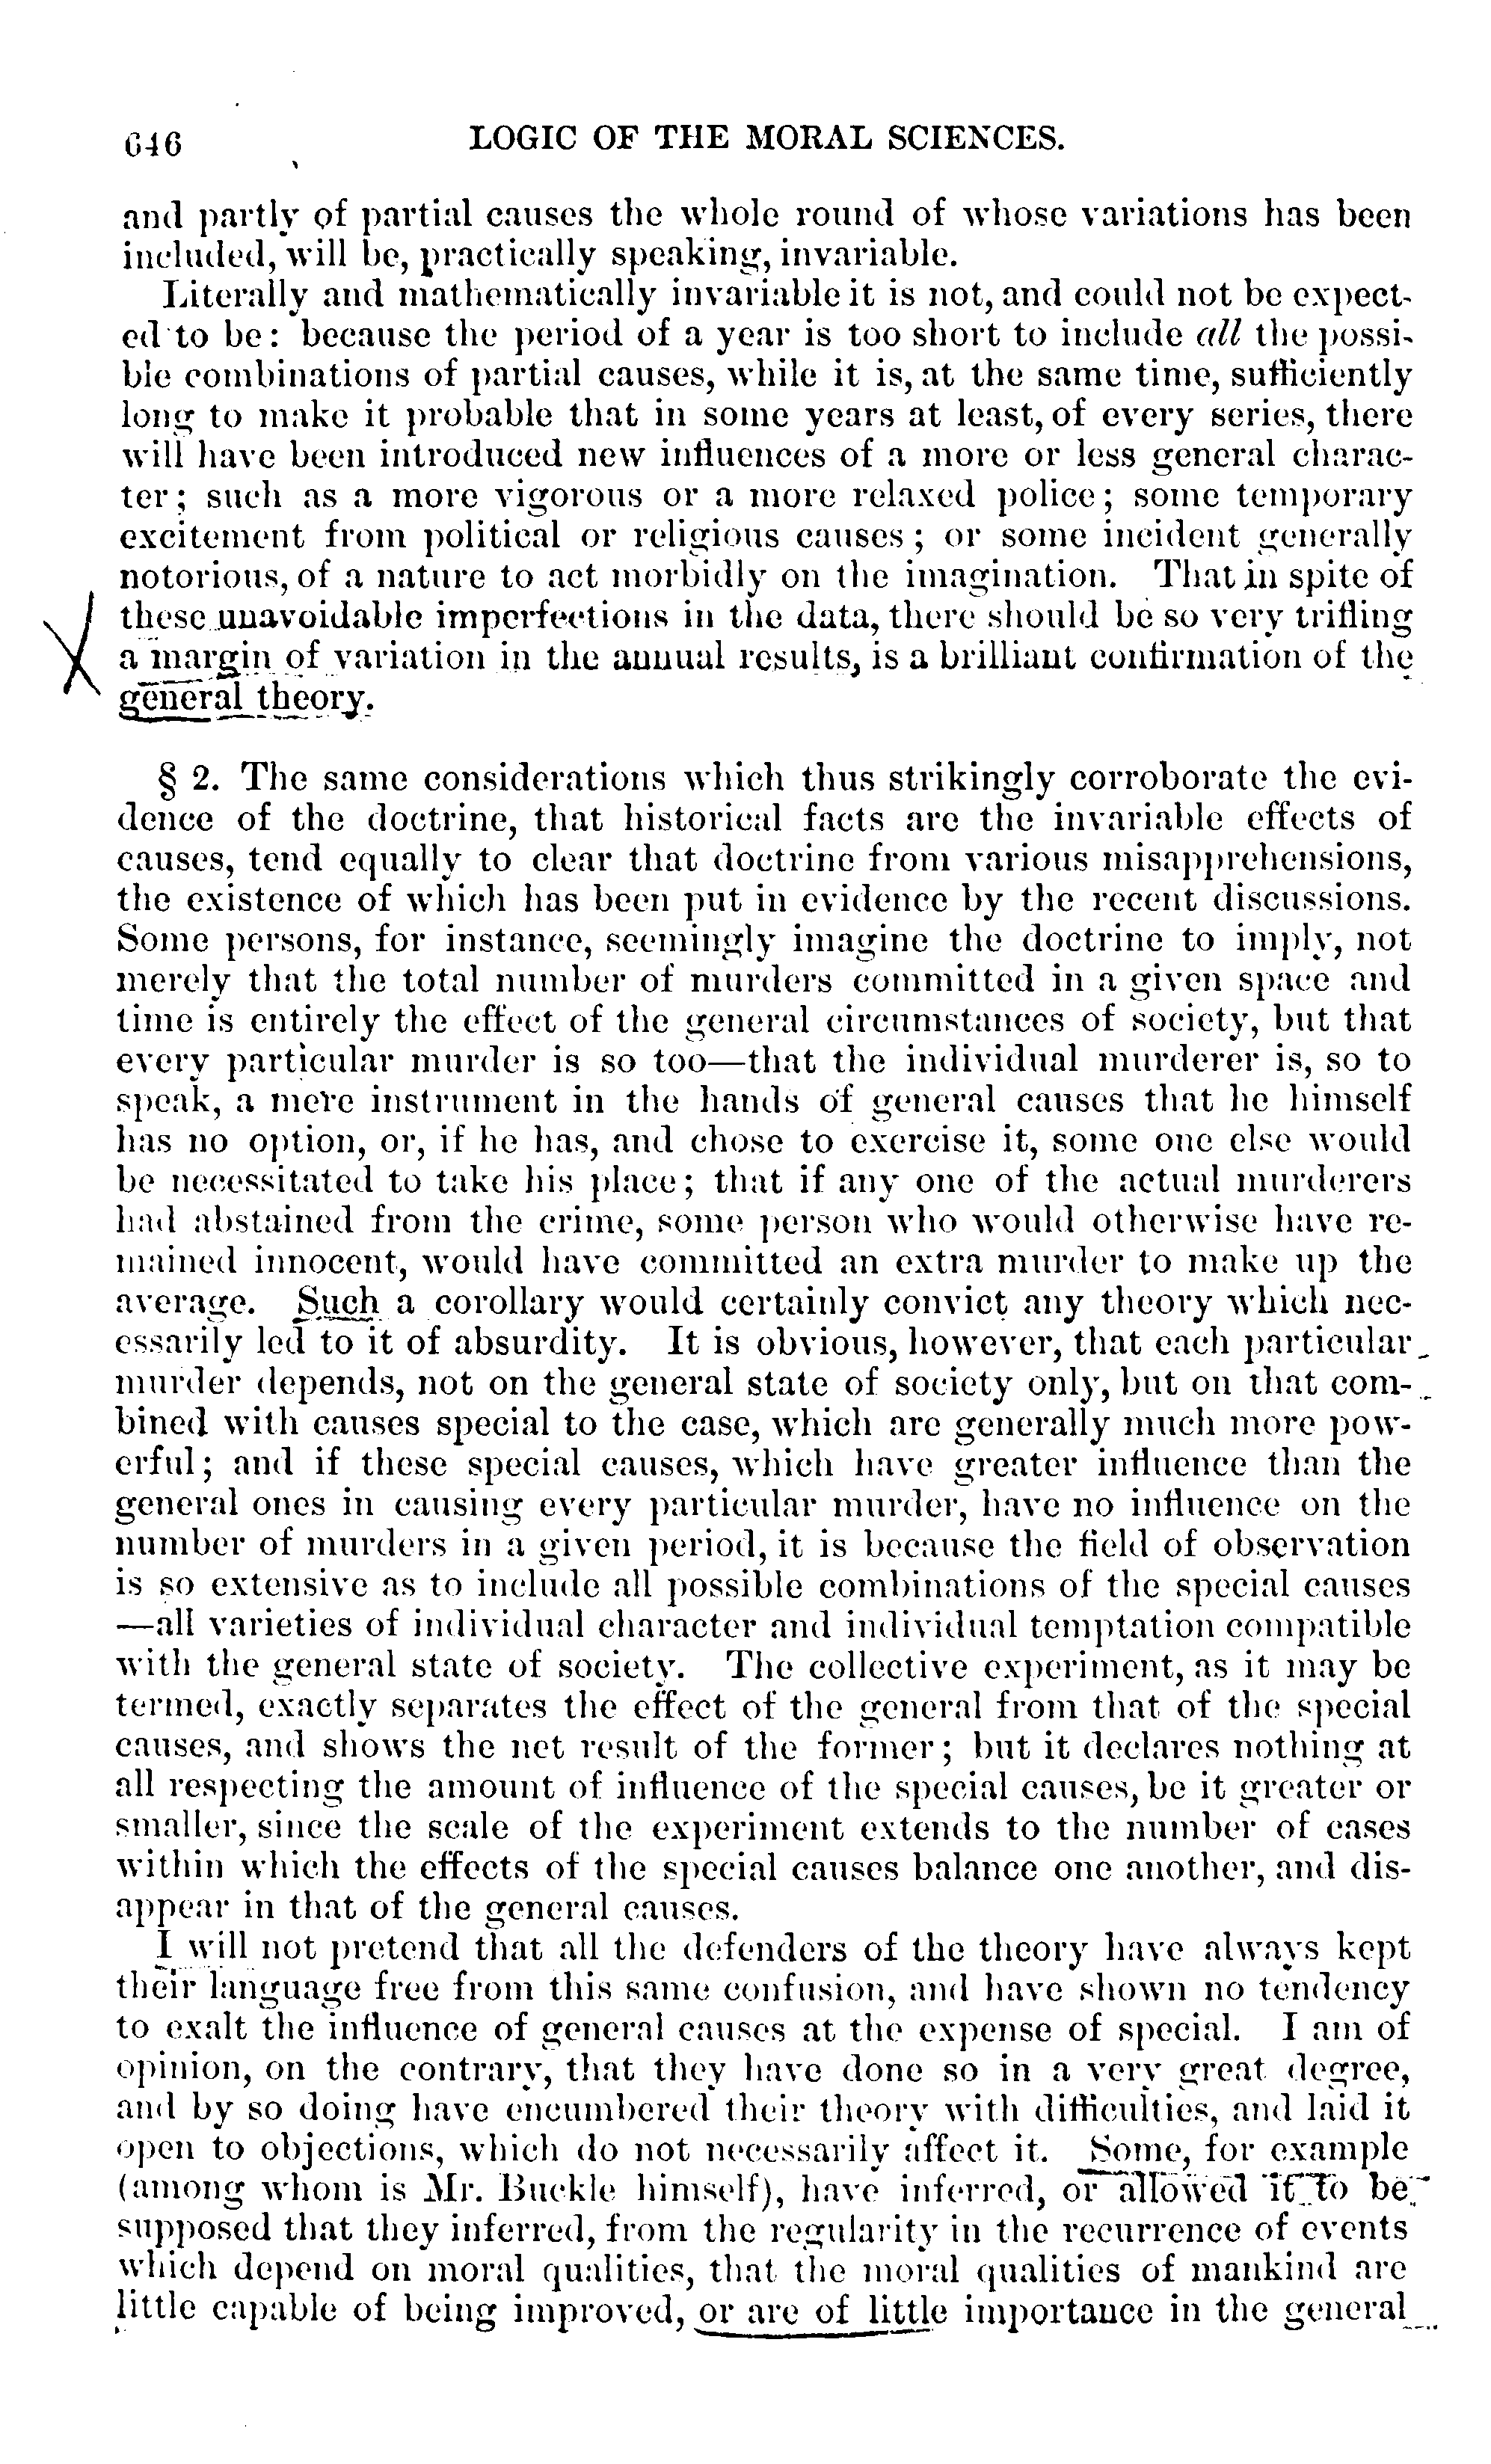 646 LOGIC OF THE MORAL SCIENCES.
and partly of partial causes the whole round of whose variations has been
included, will be, practically speaking, invariable.
Literally and mathematically invariable it is not, and could not be expect-
ed to be: because the period of a year is too short to include all the possi-
ble combinations of partial causes, while it is, at the same time, sufficiently
long to make it probable that in some years at least, of every series, there
will have been introduced new influences of a more or less general charac-
ter; such as a more vigorous or a more relaxed police; some temporary
excitement from political or religious causes; or some incident generally
notorious, of a nature to act morbidly on the imagination. That in spite of
these unavoidable imperfections in the data, there should be so very trifling
a margin of variation in the annual results, is a brilliant confirmation of the
general theory.
§ 2. The same considerations which thus strikingly corroborate the evi-
dence of the doctrine, that historical facts are the invariable effects of
causes, tend equally to clear that doctrine from various misapprehensions,
the existence of which has been put in evidence by the recent discussions.
Some persons, for instance, seemingly imagine the doctrine to imply, not
merely that the total number of murders committed in a given space and
time is entirely the effect of the general circumstances of society, but that
every particular murder is so too—that the individual murderer is, so to
speak, a mere instrument in the hands of general causes that he himself
has no option, or, if he has, and chose to exercise it, some one else would
be necessitated to take his place; that if any one of the actual murderers
had abstained from the crime, some person who would otherwise have re-
mained innocent, would have committed an extra murder to make up the
average. Such a corollary would certainly convict any theory which nec-
essarily led to it of absurdity. It is obvious, however, that each particular
murder depends, not on the general state of society only, but on that com-
bined with causes special to the case, which are generally much more pow-
erful; and if these special causes, which have greater influence than the
general ones in causing every particular murder, have no influence on the
number of murders in a given period, it is because the field of observation
is so extensive as to include all possible combinations of the special causes
—all varieties of individual character and individual temptation compatible
with the general state of society. The collective experiment, as it may be
termed, exactly separates the effect of the general from that of the special
causes, and shows the net result of the former; but it declares nothing at
all respecting the amount of influence of the special causes, be it greater or
smaller, since the scale of the experiment extends to the number of cases
within which the effects of the special causes balance one another, and dis-
appear in that of the general causes.
I will not pretend that all the defenders of the theory have always kept
their language free from this same confusion, and have shown no tendency
to exalt the influence of general causes at the expense of special. I am of
opinion, on the contrary, that they have done so in a very great degree,
and by so doing have encumbered their theory with difficulties, and laid it
open to objections, which do not necessarily affect it. Some, for example
(among whom is Mr. Buckle himself), have inferred, or allowed it to be
supposed that they inferred, from the regularity in the recurrence of events
which depend on moral qualities, that the moral qualities of mankind are
little capable of being improved, or are of little importance in the general